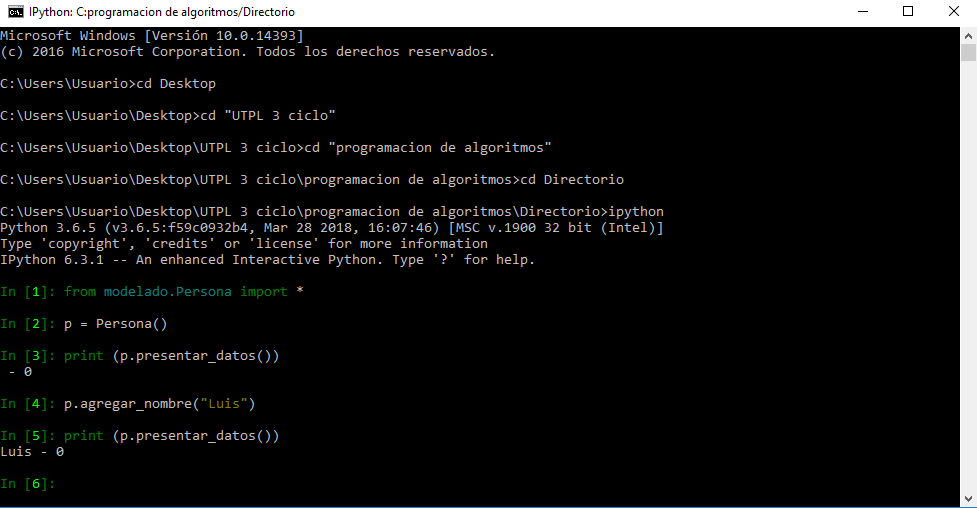 IPython: C:programacion de algoritmos/Directorio
Microsoft Windows [Versión 10.0.14393]
(c) 2016 Microsoft Corporation. Todos los derechos reservados.
C:\Users\Usuario>cd Desktop
C:\Users\Usuario\Desktop>cd "UTPL 3 ciclo"
C:\Users\Usuario\Desktop\UTPL 3 ciclo>cd "programacion de algoritmos"
C:\Users\Usuario\Desktop\UTPL 3 ciclo\programacion de algoritmos>cd Directorio
C:\Users\Usuario\Desktop\UTPL 3 ciclo\programacion de algoritmos\Directorio>ipython
Python 3.6.5 (v3.6.5:f59c0932b4, Mar 28 2018, 16:07:46) [MSC v.1900 32 bit (Intel)]
Type 'copyright', 'credits' or 'license' for more information
IPython 6.3.1 -- An enhanced Interactive Python. Type '?' for help.
In [1]: from modelado.Persona import *
In [2]: p = Persona()
In [3]: print (p.presentar_datos())
 - 0
In [4]: p.agregar_nombre("Luis")
In [5]: print (p.presentar_datos())
Luis - 0
In [6]: